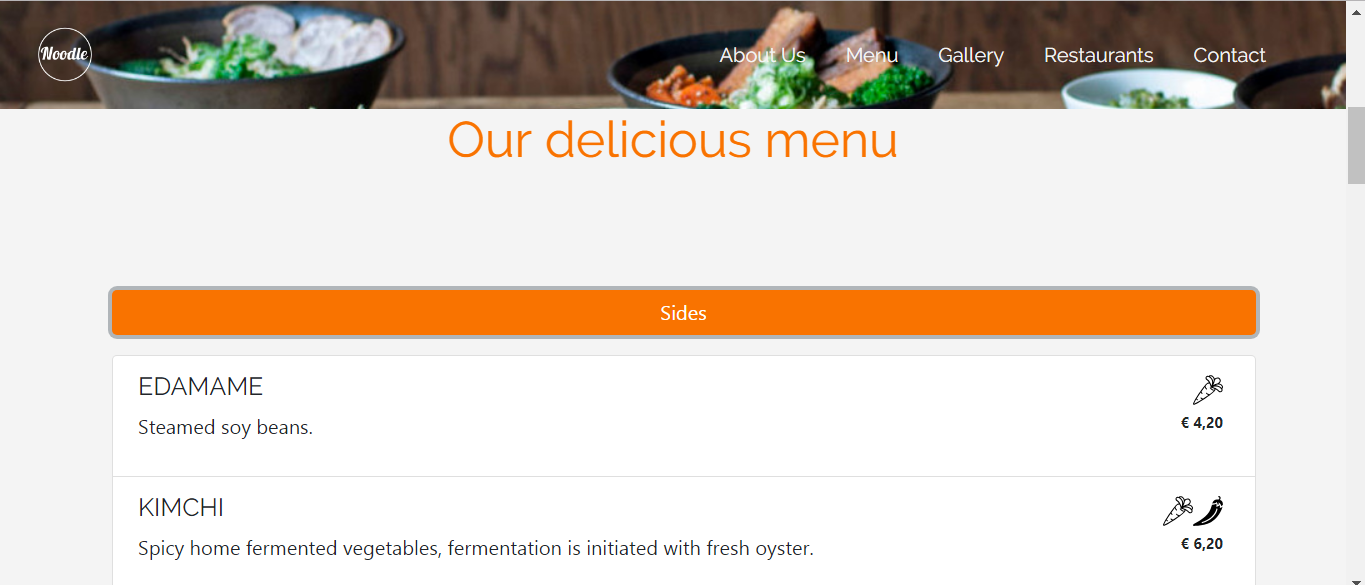 Noodle
About Us Menu Gallery Restaurants Contact
Our delicious menu
Sides
EDAMAME
Steamed soy beans.
€ 4,20
KIMCHI
Spicy home fermented vegetables, fermentation is initiated with fresh oyster.
€ 6,20